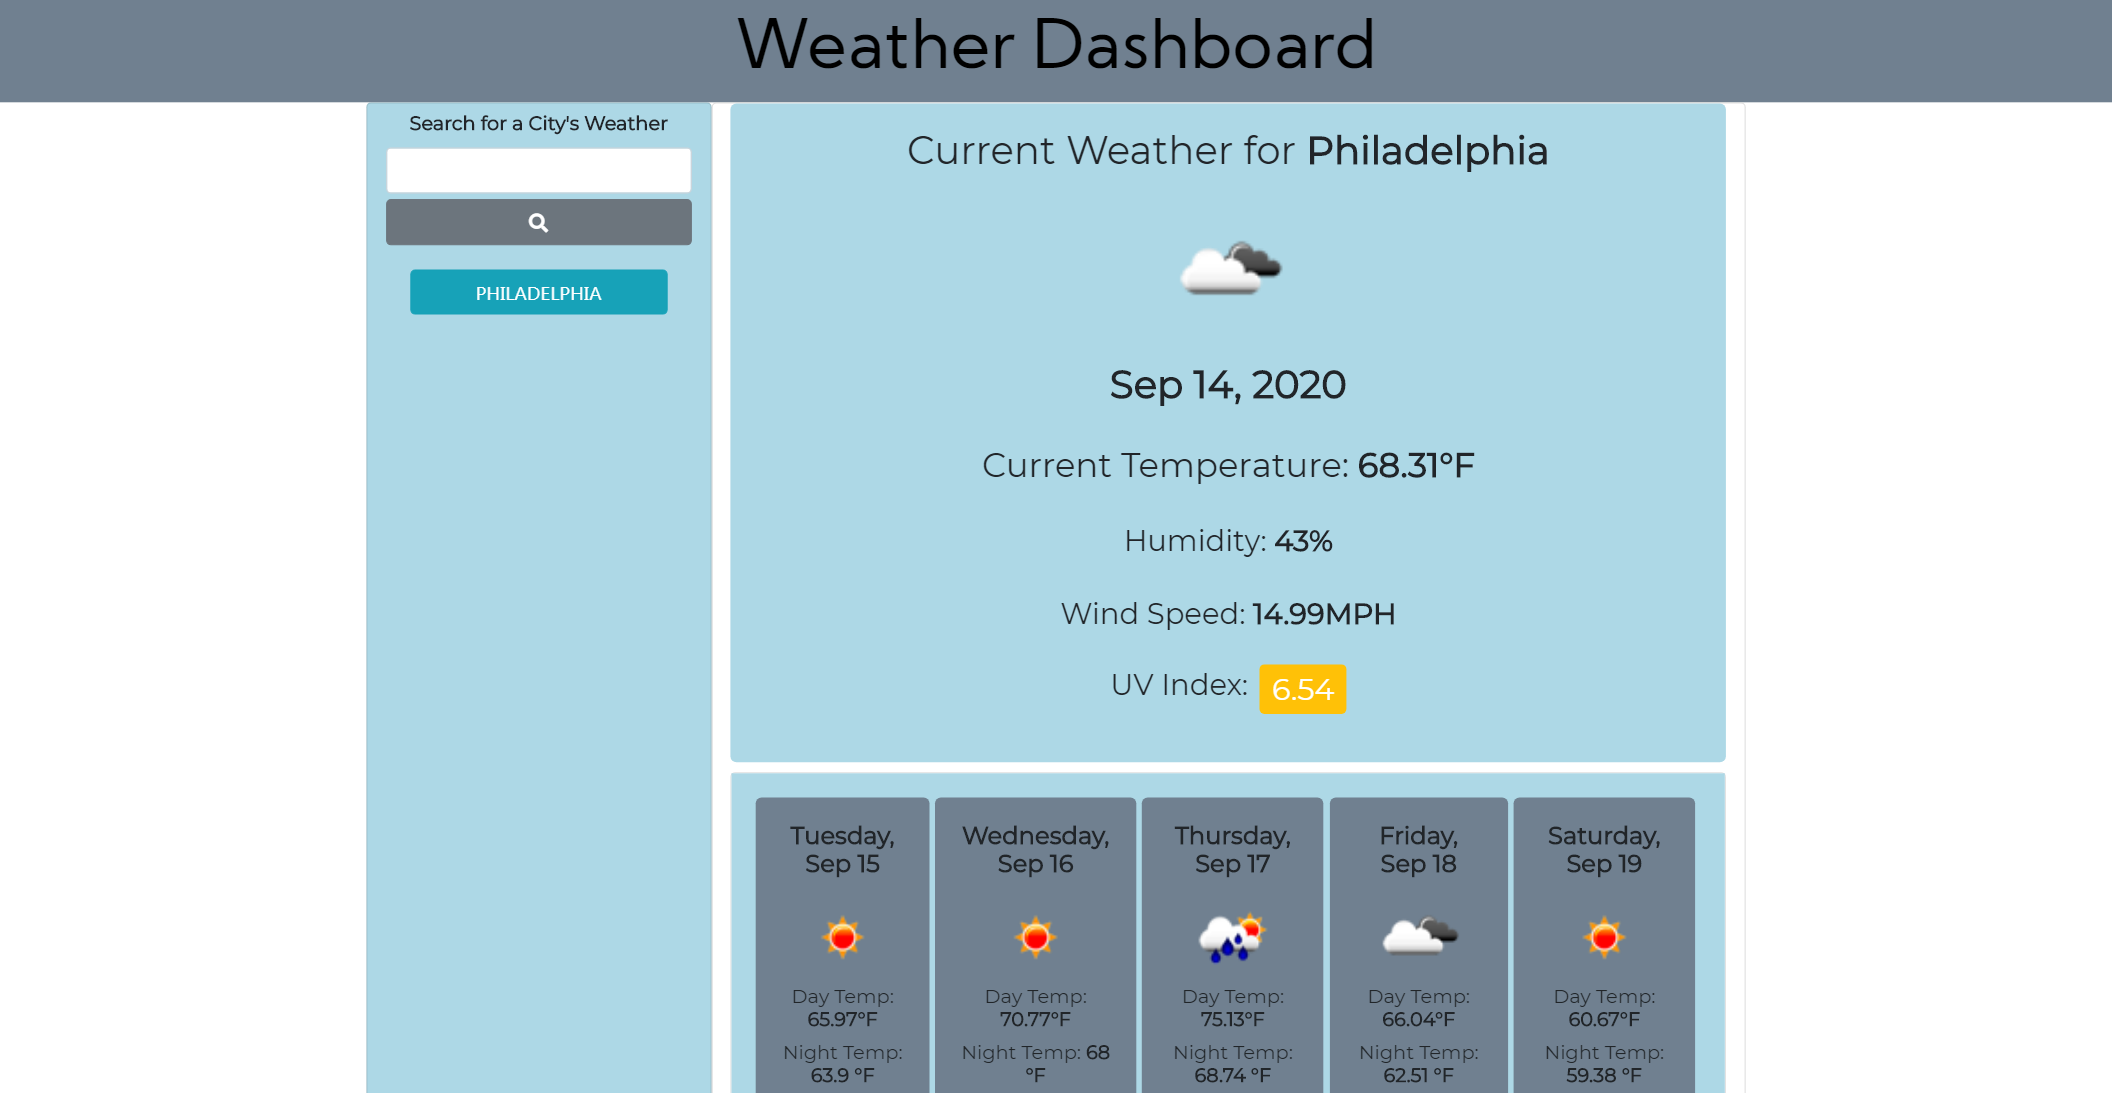 Weather Dashboard
Search for a City's Weather
PHILADELPHIA
Current Weather for Philadelphia
Sep 14, 2020
Current Temperature: 68.31°F
Humidity: 43%
Wind Speed: 14.99MPH
UV Index: 6.54
Tuesday,
Sep 15
Day Temp:
65.97°F
Night Temp:
63.9 °F
Wednesday,
Sep 16
Day Temp:
70.77°F
Night Temp: 68
°F
Thursday,
Sep 17
Day Temp:
75.13°F
Night Temp:
68.74 °F
Friday,
Sep 18
Day Temp:
66.04°F
Night Temp:
62.51 °F
Saturday,
Sep 19
Day Temp:
60.67°F
Night Temp:
59.38 °F